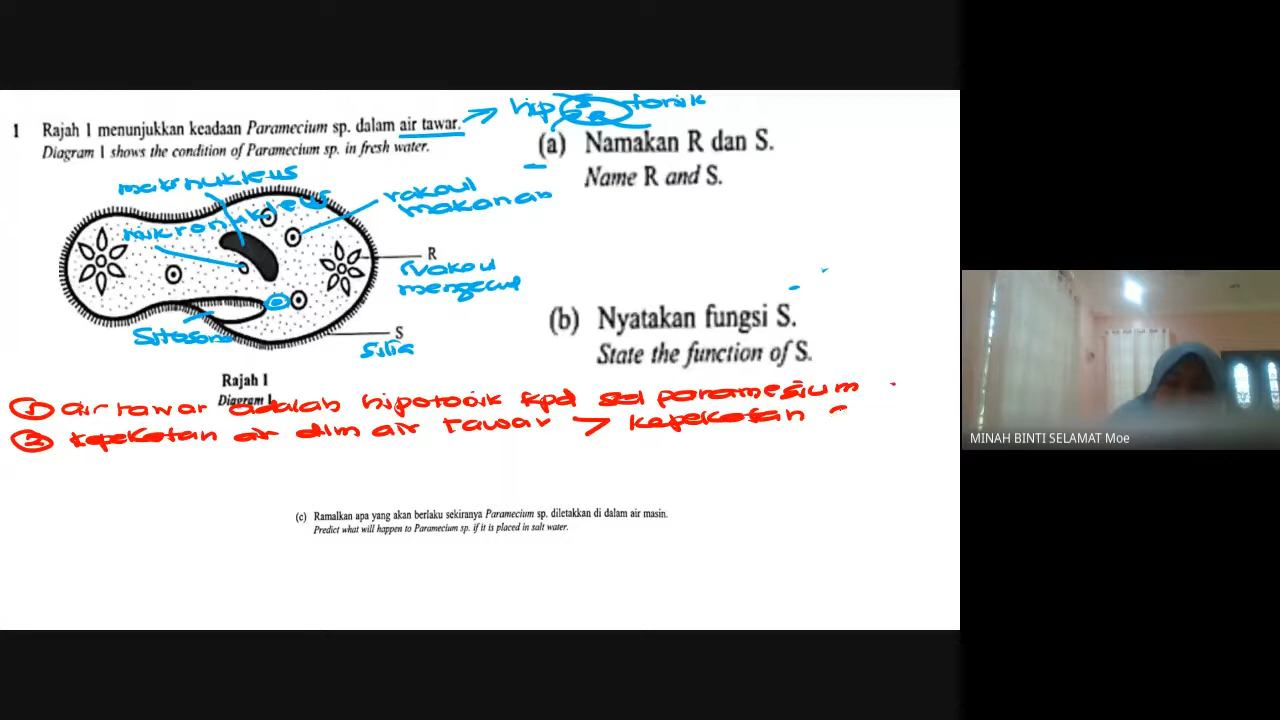 hip tonik
1 Rajah 1 menunjukkan keadaan Paramecium sp. dalam air tawar.
Diagram 1 shows the condition of Paramecium sp. in fresh water.
(a) Namakan R dan S.
Name R and S.
makronukleus
rakoul
makanan
mikronukleus
R
vakoul
mengecut
(b) Nyatakan fungsi S.
State the function of S.
S
silia
Rajah 1
Diagram 1
① air tawar adalah hipotonik kpd sel paramesium
② kepekatan air dlm air tawar > kepekatan
(c) Ramalkan apa yang akan berlaku sekiranya Paramecium sp. diletakkan di dalam air masin.
Predict what will happen to Paramecium sp. if it is placed in salt water.
MINAH BINTI SELAMAT Moe